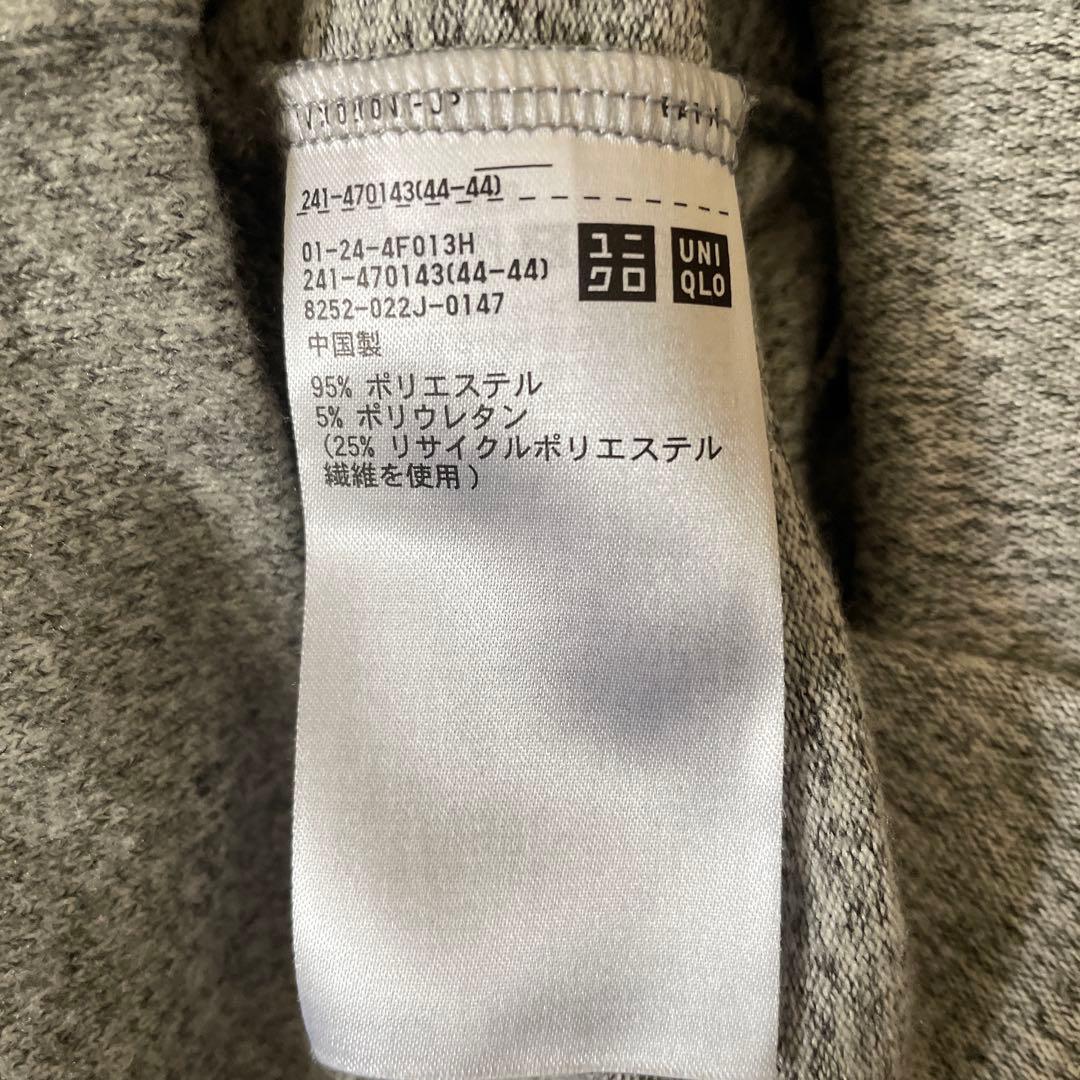 241-470143(44-44)
01-24-4F013H
241-470143(44-44)
8252-022J-0147
ユニクロ
UNIQLO
中国製
95% ポリエステル
5% ポリウレタン
(25% リサイクルポリエステル
繊維を使用)